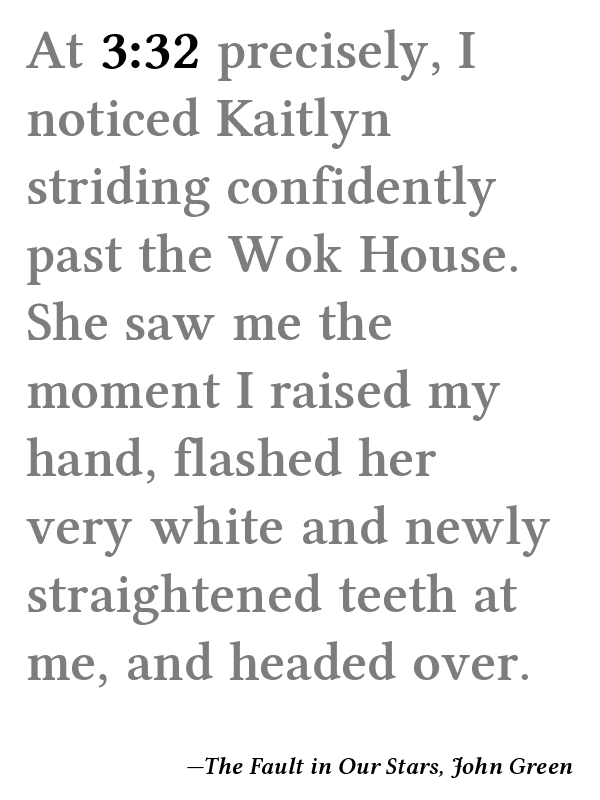 At 3:32 precisely, I
noticed Kaitlyn
striding confidently
past the Wok House.
She saw me the
moment I raised my
hand, flashed her
very white and newly
straightened teeth at
me, and headed over.
—The Fault in Our Stars, John Green